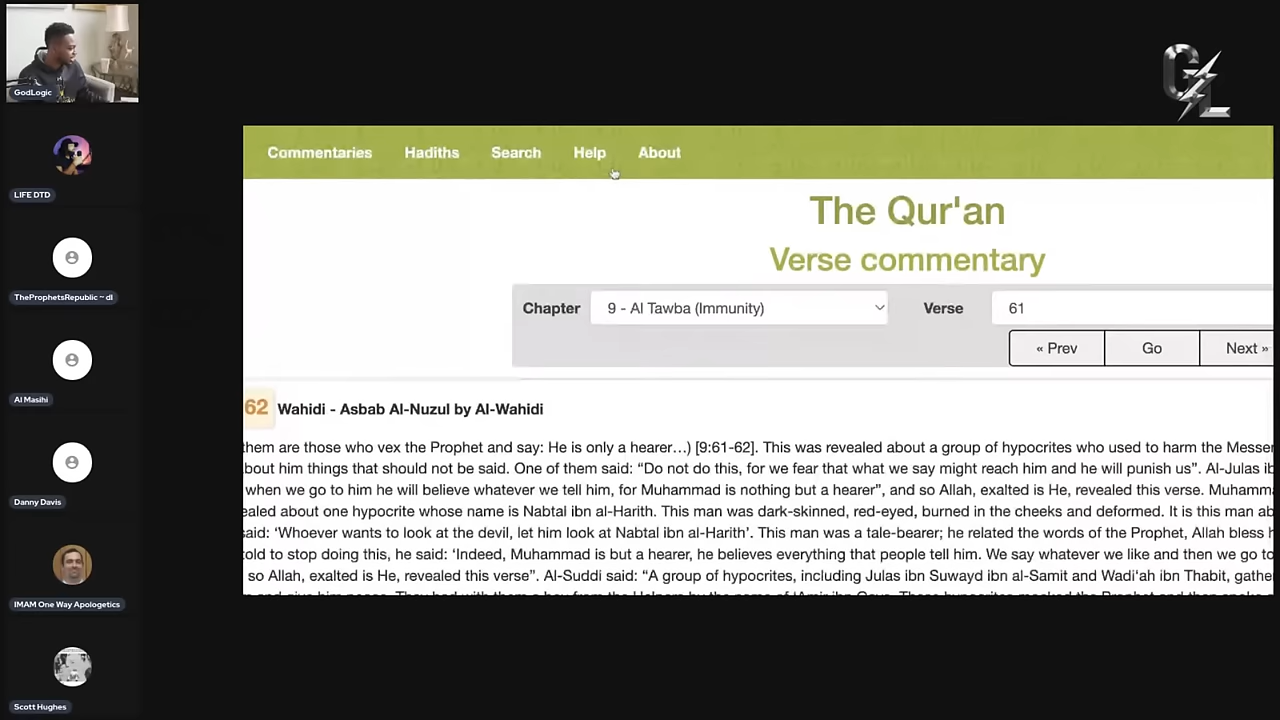 GodLogic
LIFE DTD
TheProphetsRepublic ~ dl
Al Masihi
Danny Davis
IMAM One Way Apologetics
Scott Hughes
GL
Commentaries Hadiths Search Help About
The Qur'an
Verse commentary
Chapter 9 - Al Tawba (Immunity) Verse 61
« Prev Go Next »
62 Wahidi - Asbab Al-Nuzul by Al-Wahidi
them are those who vex the Prophet and say: He is only a hearer…) [9:61-62]. This was revealed about a group of hypocrites who used to harm the Messer
bout him things that should not be said. One of them said: “Do not do this, for we fear that what we say might reach him and he will punish us”. Al-Julas ib
when we go to him he will believe whatever we tell him, for Muhammad is nothing but a hearer”, and so Allah, exalted is He, revealed this verse. Muhamm
ealed about one hypocrite whose name is Nabtal ibn al-Harith. This man was dark-skinned, red-eyed, burned in the cheeks and deformed. It is this man ab
said: ‘Whoever wants to look at the devil, let him look at Nabtal ibn al-Harith’. This man was a tale-bearer; he related the words of the Prophet, Allah bless h
told to stop doing this, he said: ‘Indeed, Muhammad is but a hearer, he believes everything that people tell him. We say whatever we like and then we go to
so Allah, exalted is He, revealed this verse”. Al-Suddi said: “A group of hypocrites, including Julas ibn Suwayd ibn al-Samit and Wadi‘ah ibn Thabit, gathe